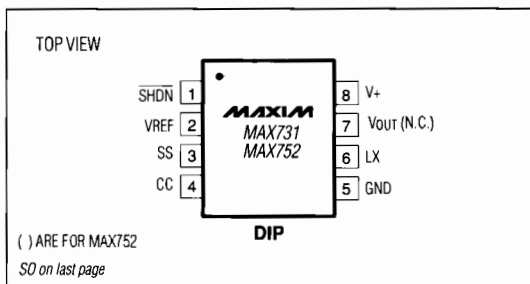 TOP VIEW
SHDN 1
VREF 2
SS 3
CC 4
MAXIM
MAX731
MAX752
8 V+
7 VOUT (N.C.)
6 LX
5 GND
DIP
( ) ARE FOR MAX752
SO on last page